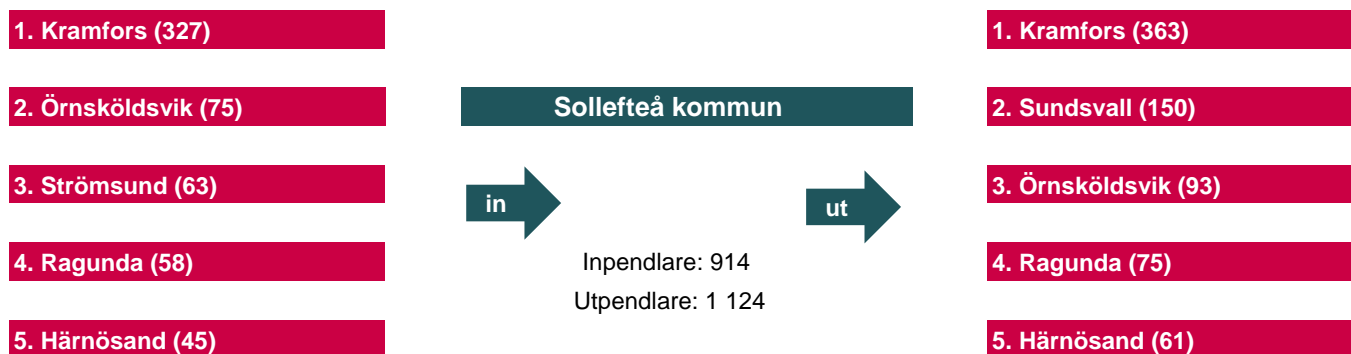 1. Kramfors (327)
2. Örnsköldsvik (75)
3. Strömsund (63)
4. Ragunda (58)
5. Härnösand (45)
Sollefteå kommun
in
ut
Inpendlare: 914
Utpendlare: 1 124
1. Kramfors (363)
2. Sundsvall (150)
3. Örnsköldsvik (93)
4. Ragunda (75)
5. Härnösand (61)